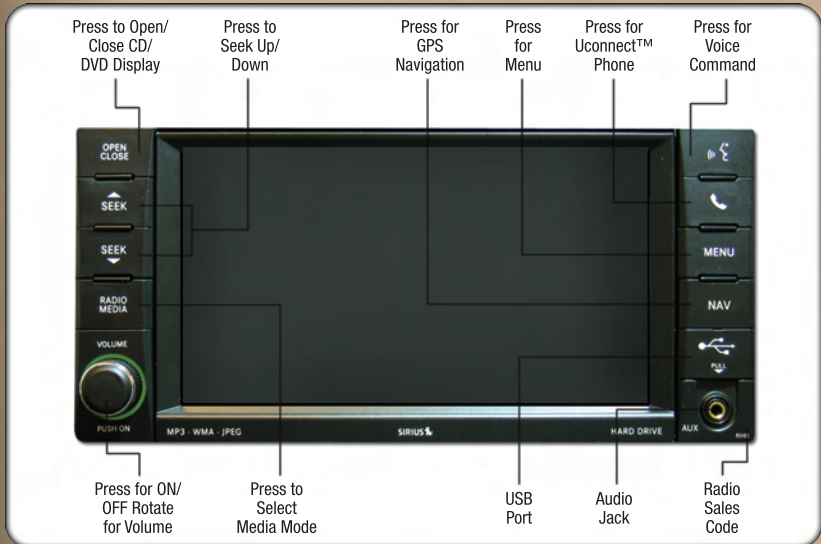 Press to Open/
Close CD/
DVD Display
Press to
Seek Up/
Down
Press for
GPS
Navigation
Press
for
Menu
Press for
Uconnect™
Phone
Press for
Voice
Command
OPEN
CLOSE
SEEK
SEEK
RADIO
MEDIA
VOLUME
PUSH ON
MP3 - WMA - JPEG
SIRIUS
HARD DRIVE
MENU
NAV
PULL
AUX
Press for ON/
OFF Rotate
for Volume
Press to
Select
Media Mode
USB
Port
Audio
Jack
Radio
Sales
Code